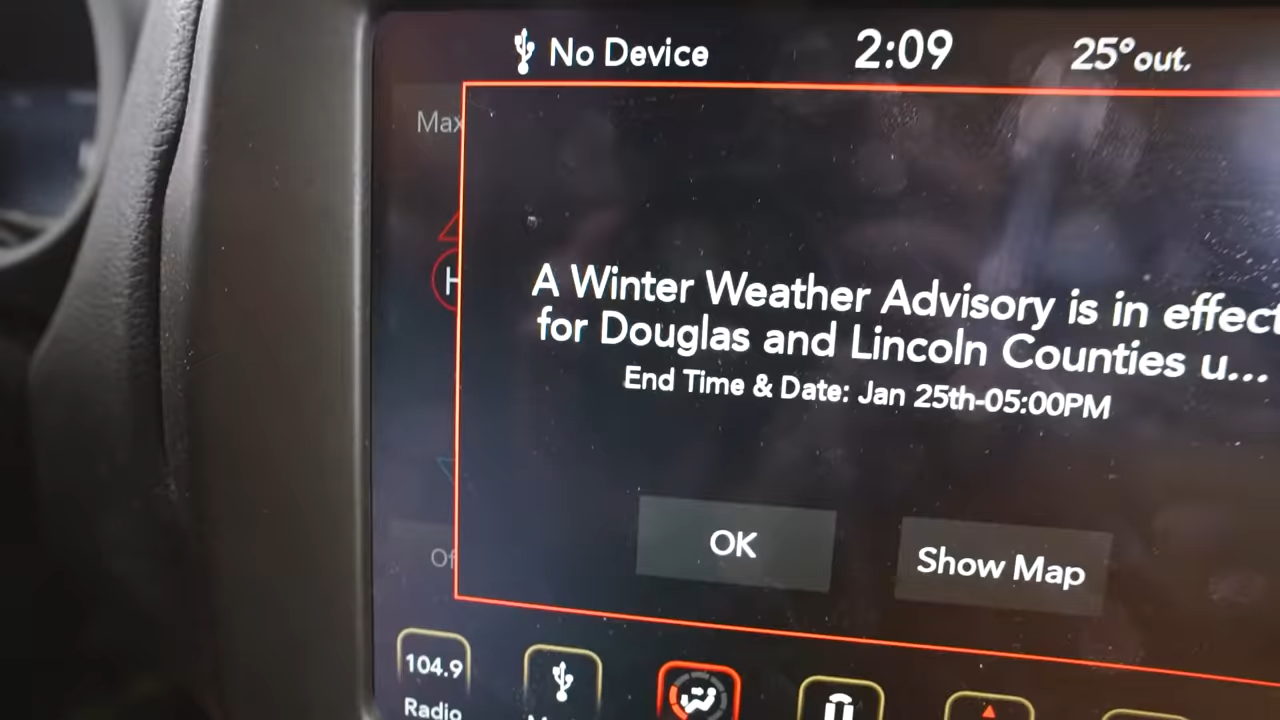 No Device
2:09
25°out.
Max
H
A Winter Weather Advisory is in effect
for Douglas and Lincoln Counties u...
End Time & Date: Jan 25th-05:00PM
OK
Show Map
Of
104.9
Radio